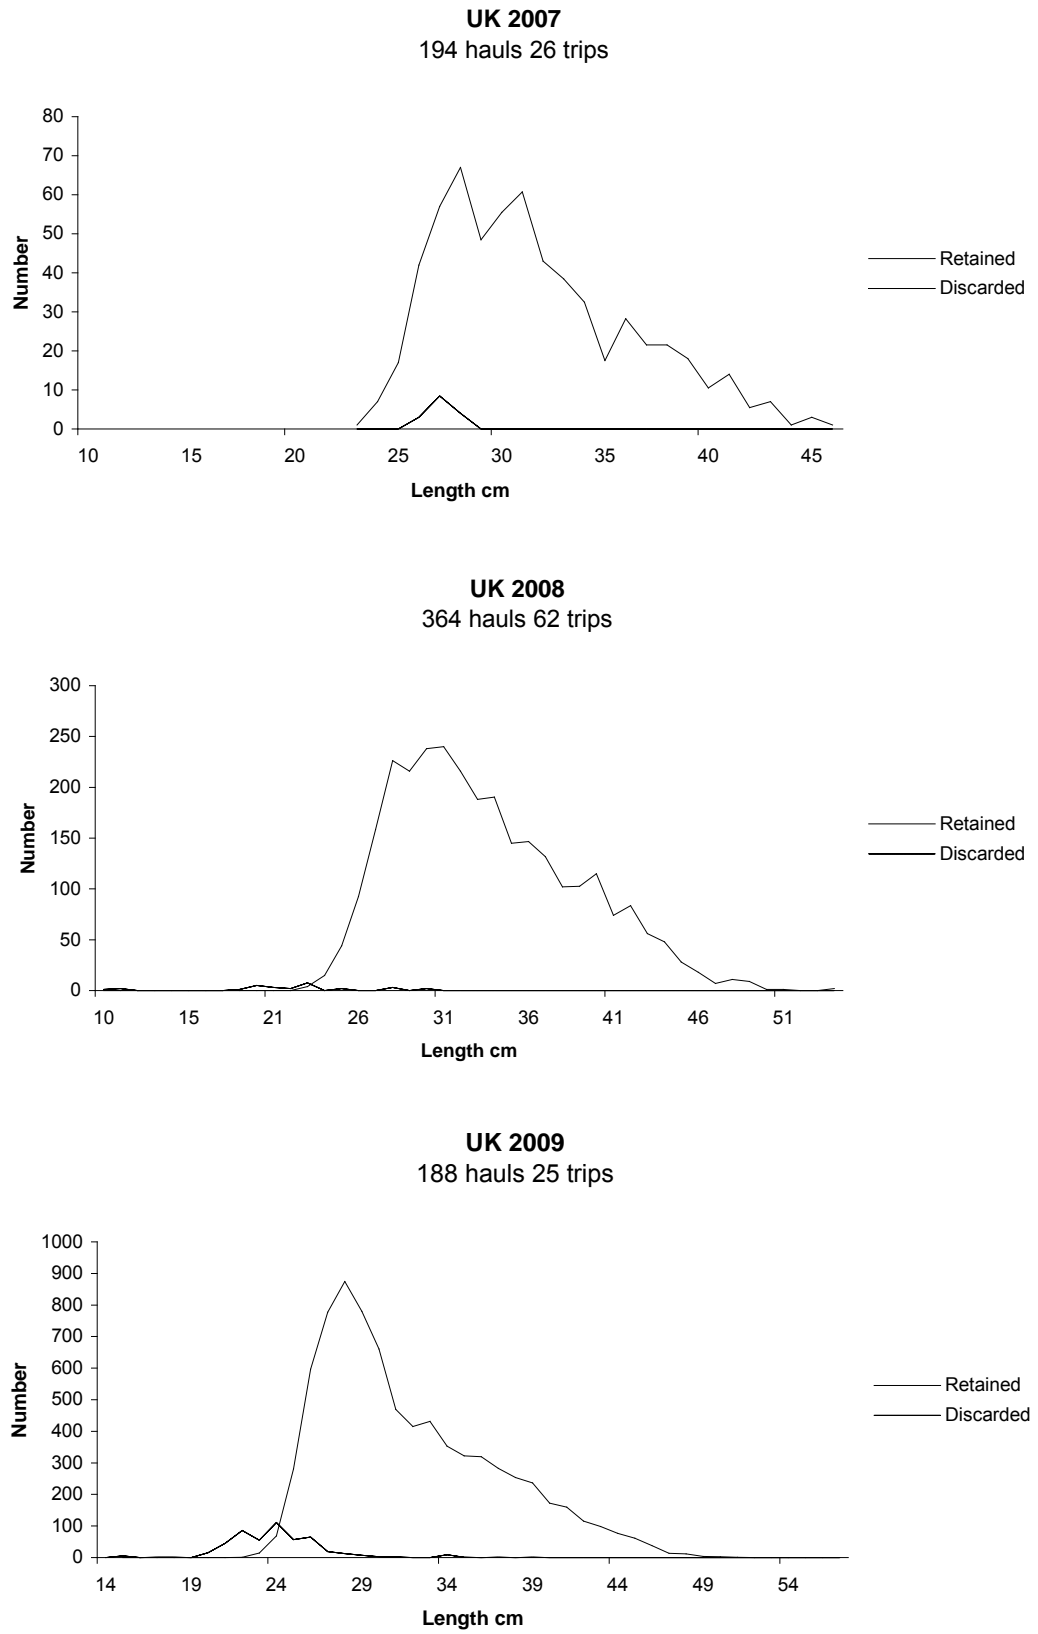 UK 2007
194 hauls 26 trips
80
70
60
50
40
30
20
10
0
Number
10 15 20 25 30 35 40 45
Length cm
Retained
Discarded
UK 2008
364 hauls 62 trips
300
250
200
150
100
50
0
Number
10 15 21 26 31 36 41 46 51
Length cm
Retained
Discarded
UK 2009
188 hauls 25 trips
1000
900
800
700
600
500
400
300
200
100
0
Number
14 19 24 29 34 39 44 49 54
Length cm
Retained
Discarded